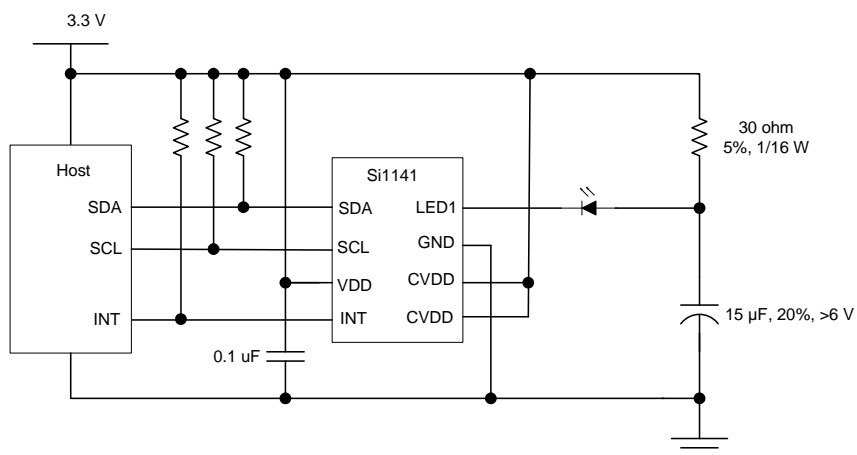 3.3 V
30 ohm
5%, 1/16 W
Host
Si1141
SDA
SDA
LED1
SCL
SCL
GND
VDD
CVDD
INT
INT
CVDD
15 µF, 20%, >6 V
0.1 uF